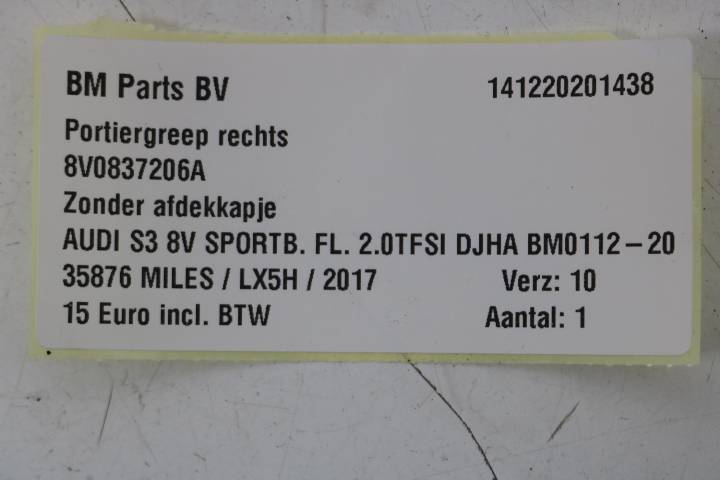 BM Parts BV 141220201438
Portiergreep rechts
8V0837206A
Zonder afdekkapje
AUDI S3 8V SPORTB. FL. 2.0TFSI DJHA BM0112-20
35876 MILES / LX5H / 2017 Verz: 10
15 Euro incl. BTW Aantal: 1